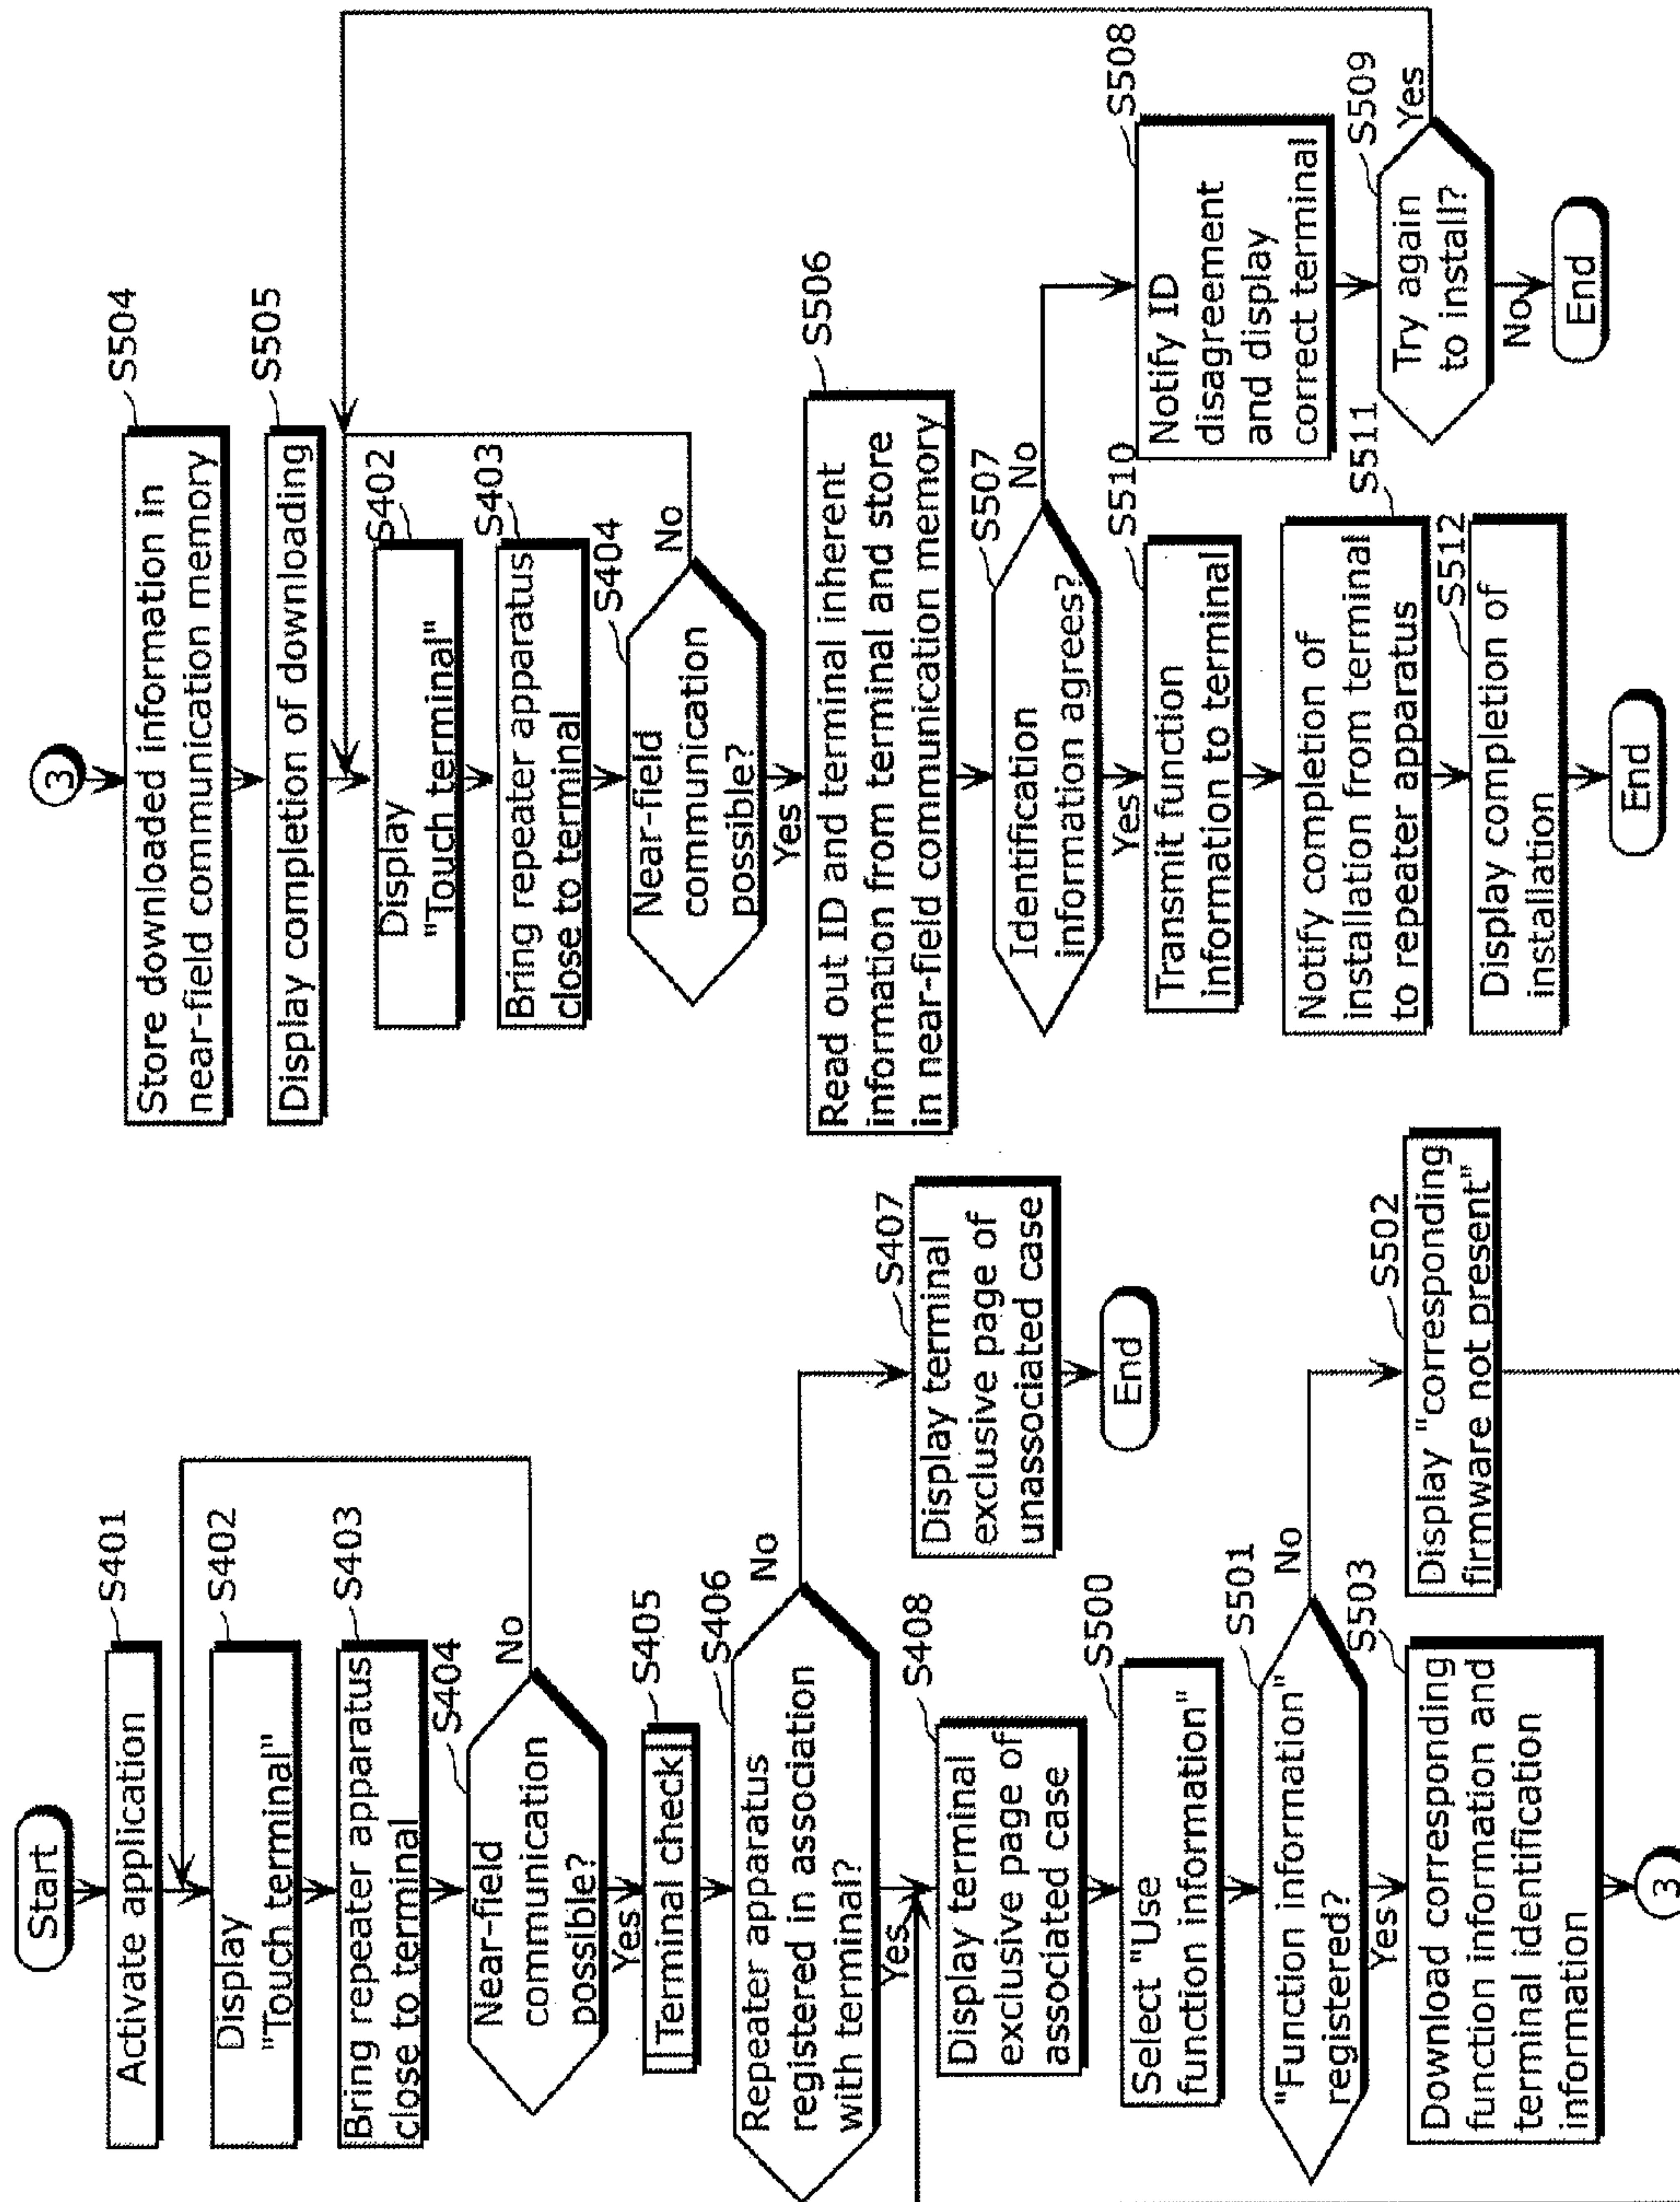 Start
S401
Activate application
S402
Display
"Touch terminal"
S403
Bring repeater apparatus
close to terminal
S404
Near-field
communication
possible?
No
Yes
S405
Terminal check
S406
Repeater apparatus
registered in association
with terminal?
No
Yes
S407
Display terminal
exclusive page of
unassociated case
End
S408
Display terminal
exclusive page of
associated case
S500
Select "Use
function information"
S501
"Function information"
registered?
No
Yes
S502
Display "corresponding
firmware not present"
S503
Download corresponding
function information and
terminal identification
information
3
3
S504
Store downloaded information in
near-field communication memory
S505
Display completion of downloading
S402
Display
"Touch terminal"
S403
Bring repeater apparatus
close to terminal
S404
Near-field
communication
possible?
No
Yes
S506
Read out ID and terminal inherent
information from terminal and store
in near-field communication memory
S507
Identification
information agrees?
No
Yes
S508
Notify ID
disagreement
and display
correct terminal
S509
Try again
to install?
Yes
No
End
S510
Transmit function
information to terminal
S511
Notify completion of
installation from terminal
to repeater apparatus
S512
Display completion of
installation
End